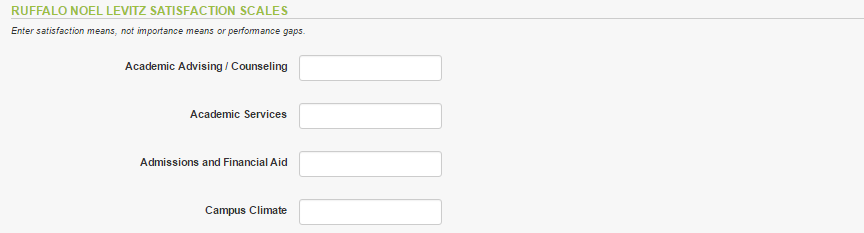 RUFFALO NOEL LEVITZ SATISFACTION SCALES
Enter satisfaction means, not importance means or performance gaps.
Academic Advising / Counseling
Academic Services
Admissions and Financial Aid
Campus Climate